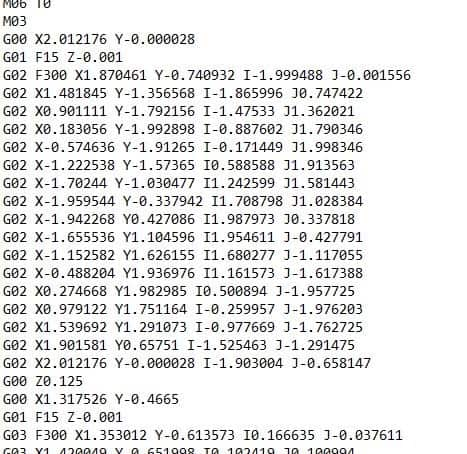 M06 T0
M03
G00 X2.012176 Y-0.000028
G01 F15 Z-0.001
G02 F300 X1.870461 Y-0.740932 I-1.999488 J-0.001556
G02 X1.481845 Y-1.356568 I-1.865996 J0.747422
G02 X0.901111 Y-1.792156 I-1.47533 J1.362021
G02 X0.183056 Y-1.992898 I-0.887602 J1.790346
G02 X-0.574636 Y-1.91265 I-0.171449 J1.998346
G02 X-1.222538 Y-1.57365 I0.588588 J1.913563
G02 X-1.70244 Y-1.030477 I1.242599 J1.581443
G02 X-1.959544 Y-0.337942 I1.708798 J1.028384
G02 X-1.942268 Y0.427086 I1.987973 J0.337818
G02 X-1.655536 Y1.104596 I1.954611 J-0.427791
G02 X-1.152582 Y1.626155 I1.680277 J-1.117055
G02 X-0.488204 Y1.936976 I1.161573 J-1.617388
G02 X0.274668 Y1.982985 I0.500894 J-1.957725
G02 X0.979122 Y1.751164 I-0.259957 J-1.976203
G02 X1.539692 Y1.291073 I-0.977669 J-1.762725
G02 X1.901581 Y0.65751 I-1.525463 J-1.291475
G02 X2.012176 Y-0.000028 I-1.903004 J-0.658147
G00 Z0.125
G00 X1.317526 Y-0.4665
G01 F15 Z-0.001
G03 F300 X1.353012 Y-0.613573 I0.166635 J-0.037611
G03 X1.420049 Y-0.651998 I0.102419 J0.100994